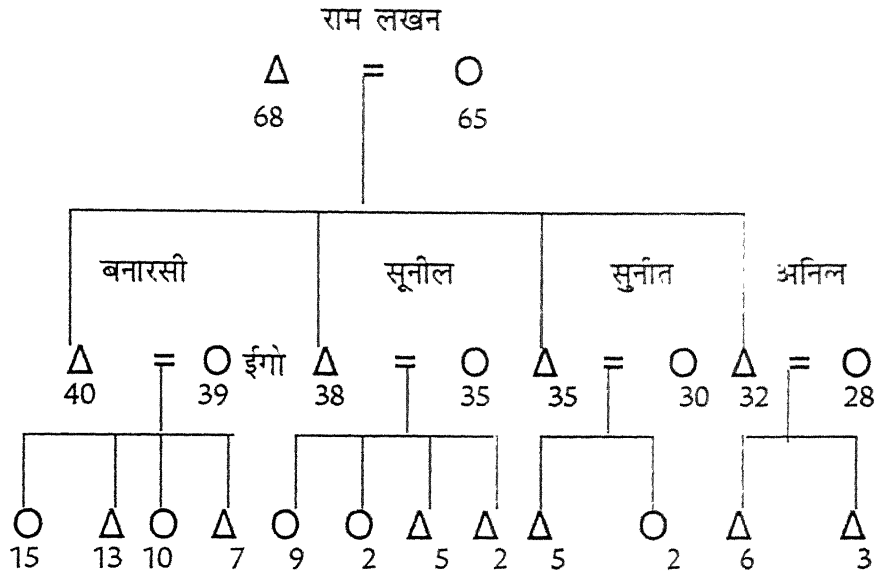 राम लखन
Δ = O
68 65
बनारसी सूनील सुनीत अनिल
Δ = O ईगो Δ = O Δ = O Δ = O
40 39 38 35 35 30 32 28
O Δ O Δ O O Δ Δ Δ O Δ Δ
15 13 10 7 9 2 5 2 5 2 6 3